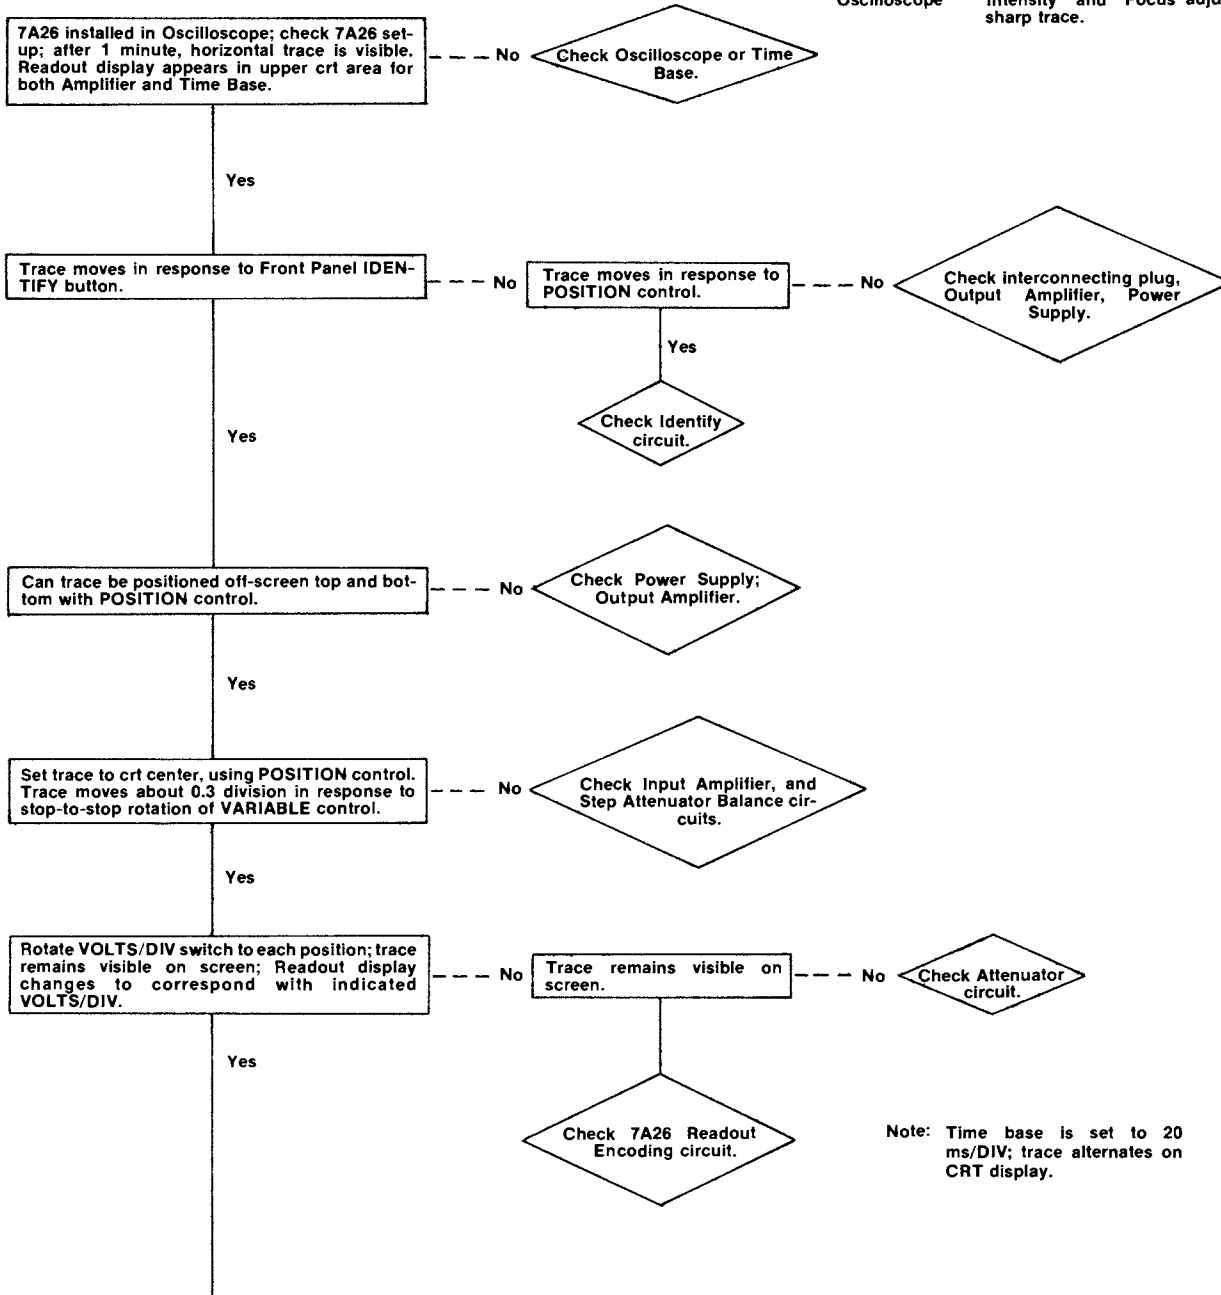 Oscilloscope Intensity and Focus adju
sharp trace.
7A26 installed in Oscilloscope; check 7A26 set-
up; after 1 minute, horizontal trace is visible.
Readout display appears in upper crt area for
both Amplifier and Time Base.
No
Check Oscilloscope or Time
Base.
Yes
Trace moves in response to Front Panel IDEN-
TIFY button.
No
Trace moves in response to
POSITION control.
No
Check interconnecting plug,
Output Amplifier, Power
Supply.
Yes
Check Identify
circuit.
Yes
Can trace be positioned off-screen top and bot-
tom with POSITION control.
No
Check Power Supply;
Output Amplifier.
Yes
Set trace to crt center, using POSITION control.
Trace moves about 0.3 division in response to
stop-to-stop rotation of VARIABLE control.
No
Check Input Amplifier, and
Step Attenuator Balance cir-
cuits.
Yes
Rotate VOLTS/DIV switch to each position; trace
remains visible on screen; Readout display
changes to correspond with indicated
VOLTS/DIV.
No
Trace remains visible on
screen.
No
Check Attenuator
circuit.
Yes
Check 7A26 Readout
Encoding circuit.
Note: Time base is set to 20
ms/DIV; trace alternates on
CRT display.